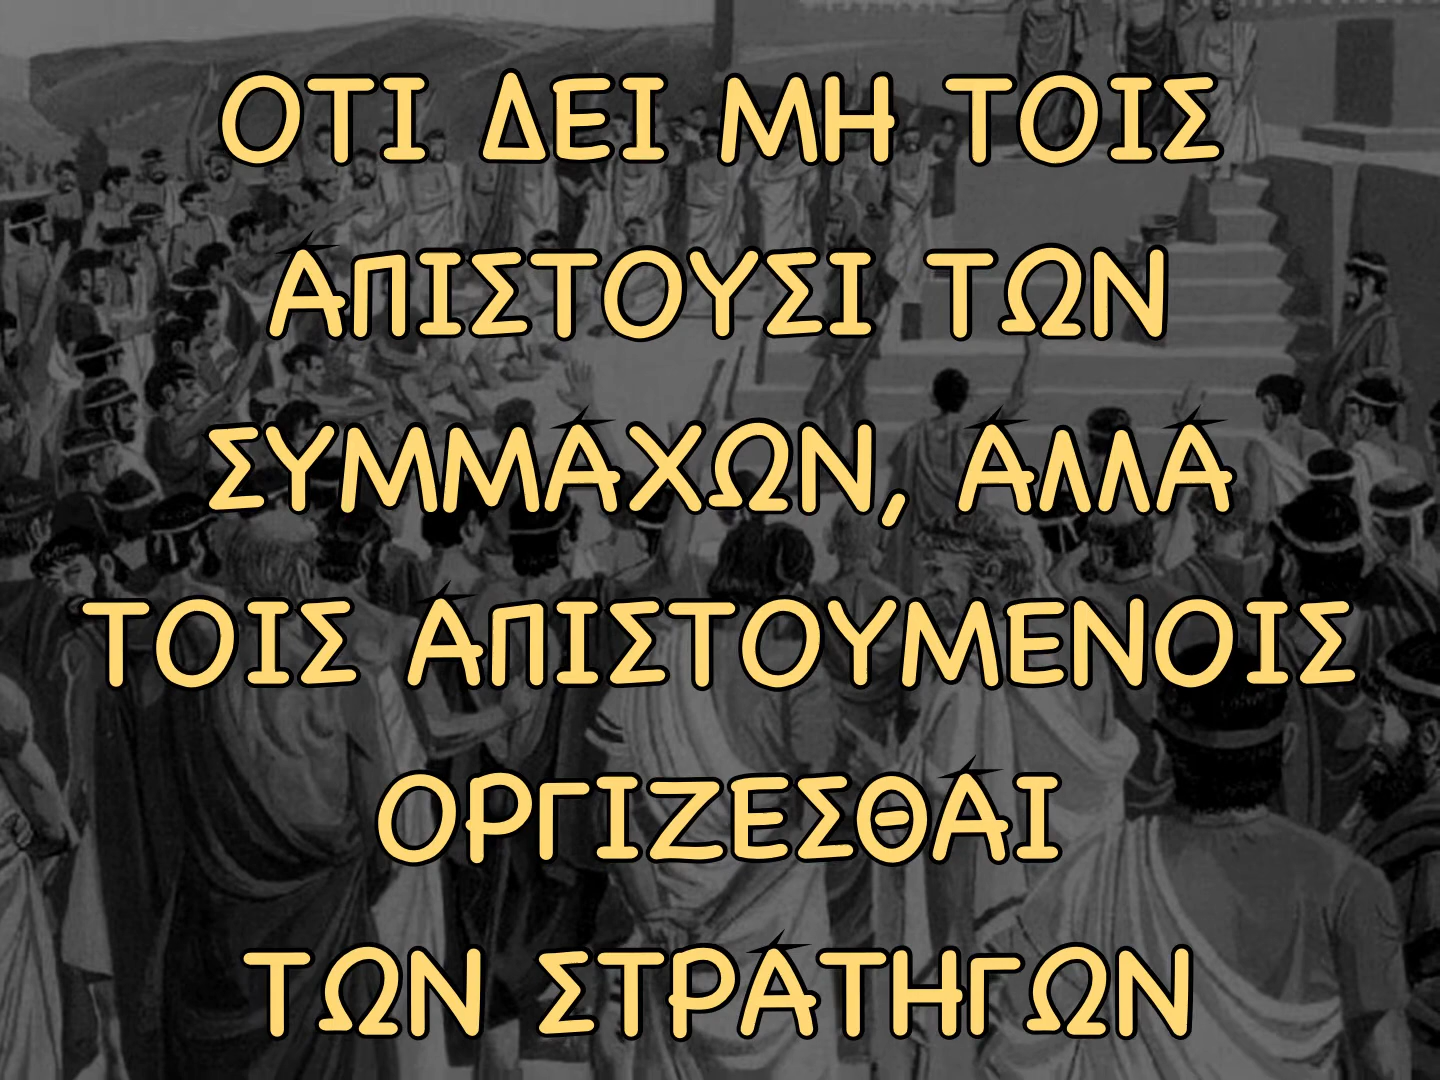 ΟΤΙ ΔΕΙ ΜΗ ΤΟΙΣ
ΑΠΙΣΤΟΥΣΙ ΤΩΝ
ΣΥΜΜΑΧΩΝ, ΑΛΛΑ
ΤΟΙΣ ΑΠΙΣΤΟΥΜΕΝΟΙΣ
ΟΡΓΙΖΕΣΘΑΙ
ΤΩΝ ΣΤΡΑΤΗΓΩΝ